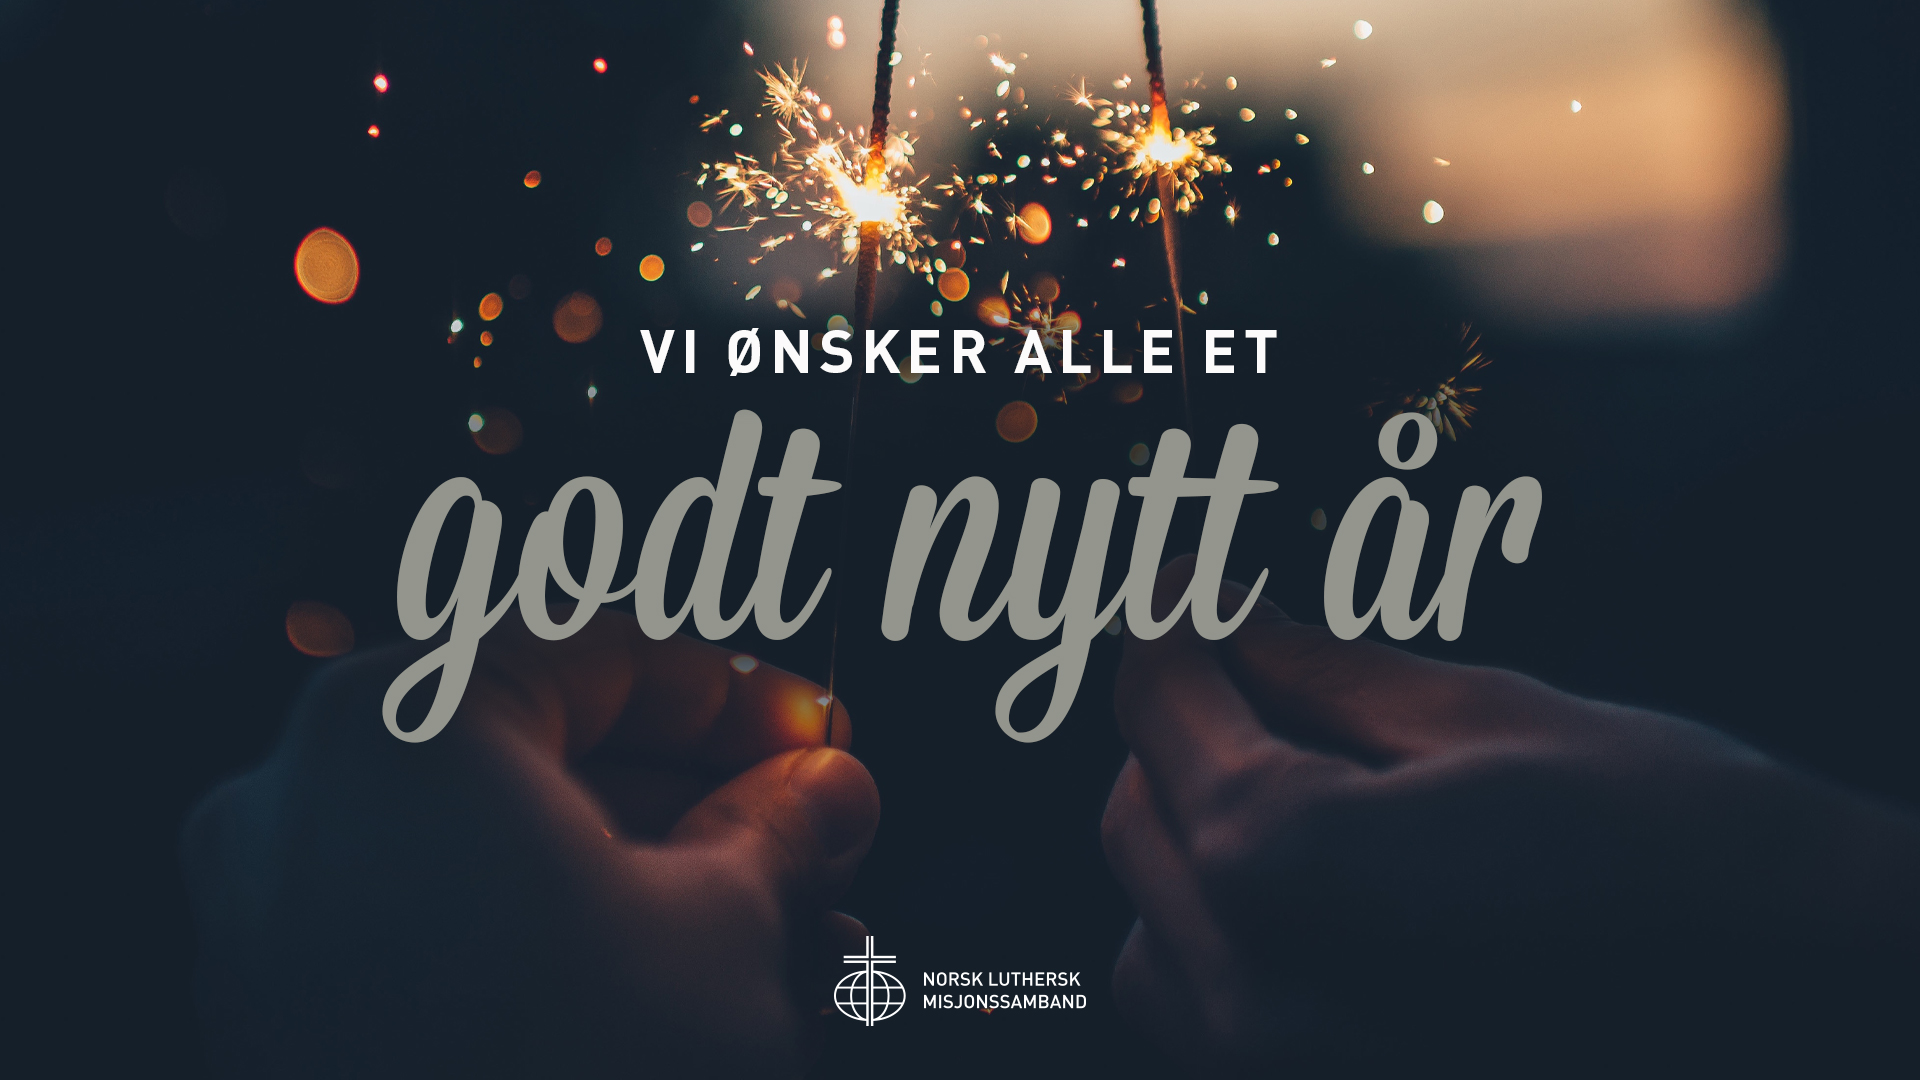 VI ØNSKER ALLE ET
godt nytt år
NORSK LUTHERSK
MISJONSSAMBAND